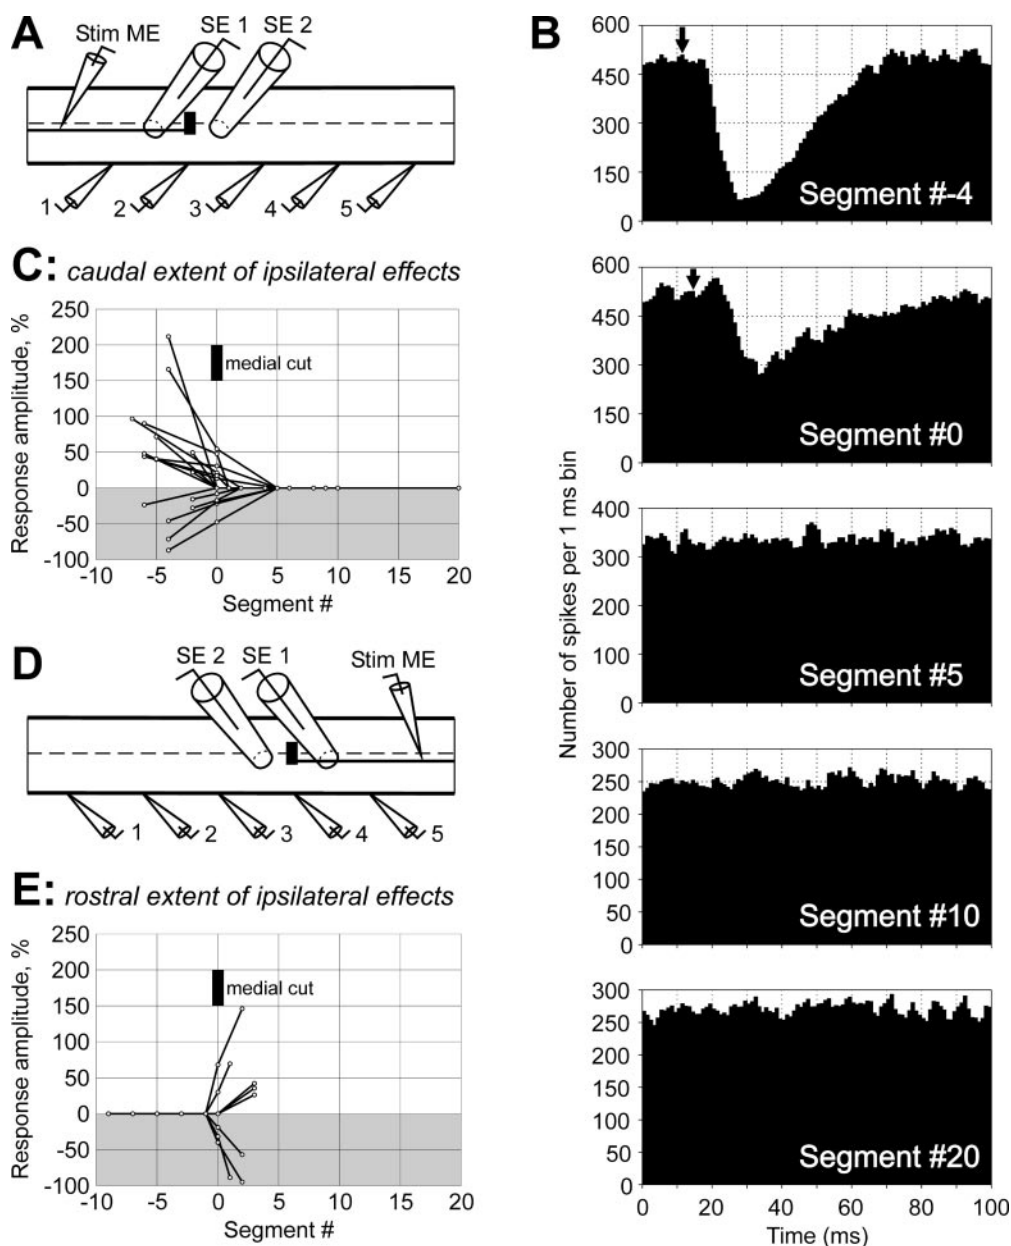 A
Stim ME
SE 1
SE 2
1
2
3
4
5
B
600
450
300
150
0
Segment #-4
600
450
300
150
0
Segment #0
400
300
200
100
0
Segment #5
300
250
200
150
100
50
0
Segment #10
300
250
200
150
100
50
0
Segment #20
0 20 40 60 80 100
Time (ms)
Number of spikes per 1 ms bin
C: caudal extent of ipsilateral effects
Response amplitude, %
250
200
150
100
50
0
-50
-100
medial cut
-10 -5 0 5 10 15 20
Segment #
D
SE 2
SE 1
Stim ME
1
2
3
4
5
E: rostral extent of ipsilateral effects
Response amplitude, %
250
200
150
100
50
0
-50
-100
medial cut
-10 -5 0 5 10 15 20
Segment #